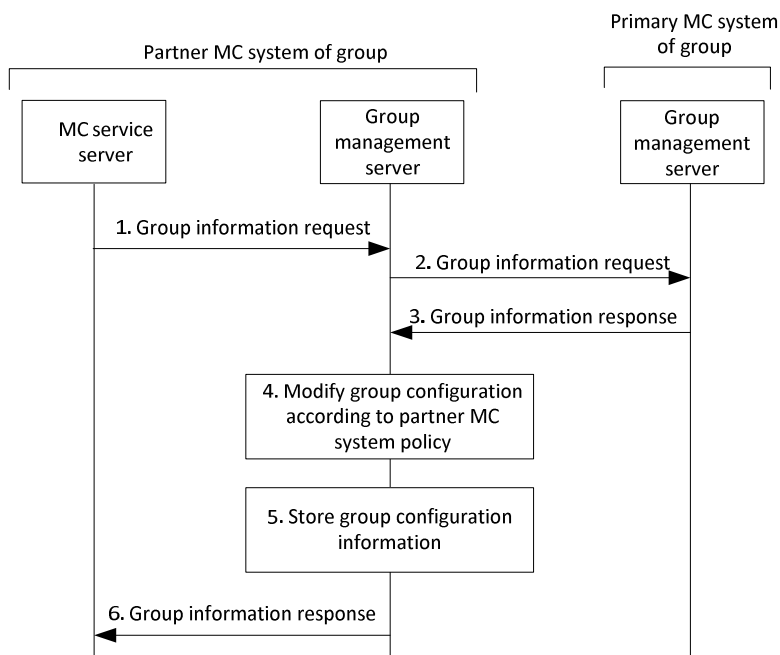 Primary MC system
of group
Partner MC system of group
MC service
server
Group
management
server
Group
management
server
1. Group information request
2. Group information request
3. Group information response
4. Modify group configuration
according to partner MC
system policy
5. Store group configuration
information
6. Group information response